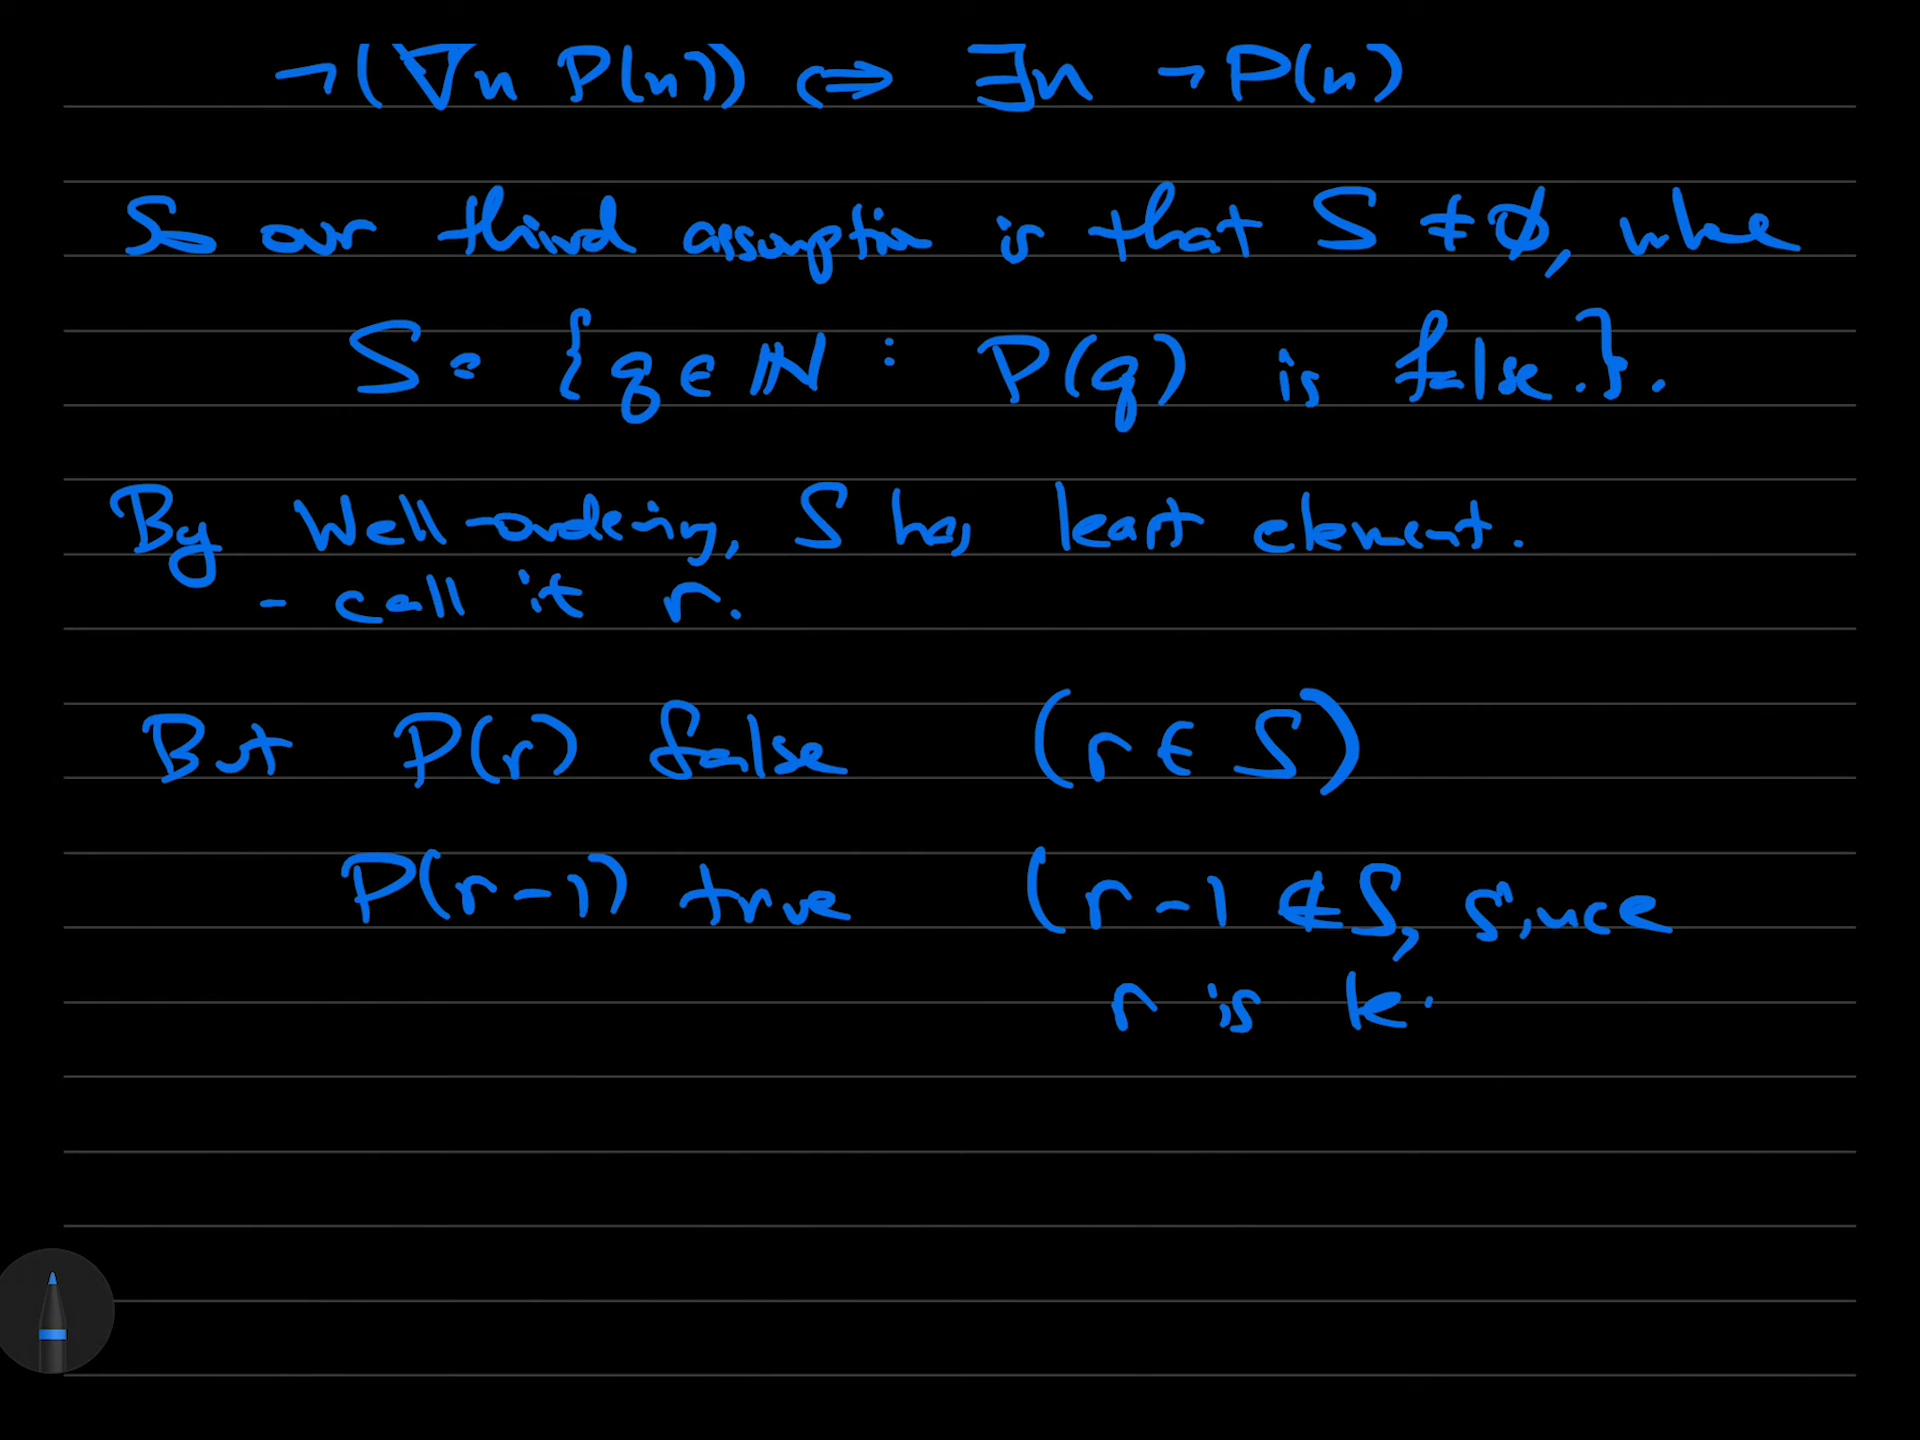 ¬(∀n P(n)) ⇔ ∃n ¬P(n)
So our third assumption is that S ≠ ∅, where
S = {q ∈ ℕ : P(q) is false.}.
By Well-ordering, S has least element.
- call it r.
But P(r) false (r ∈ S)
P(r-1) true (r-1 ∉ S, since
r is le